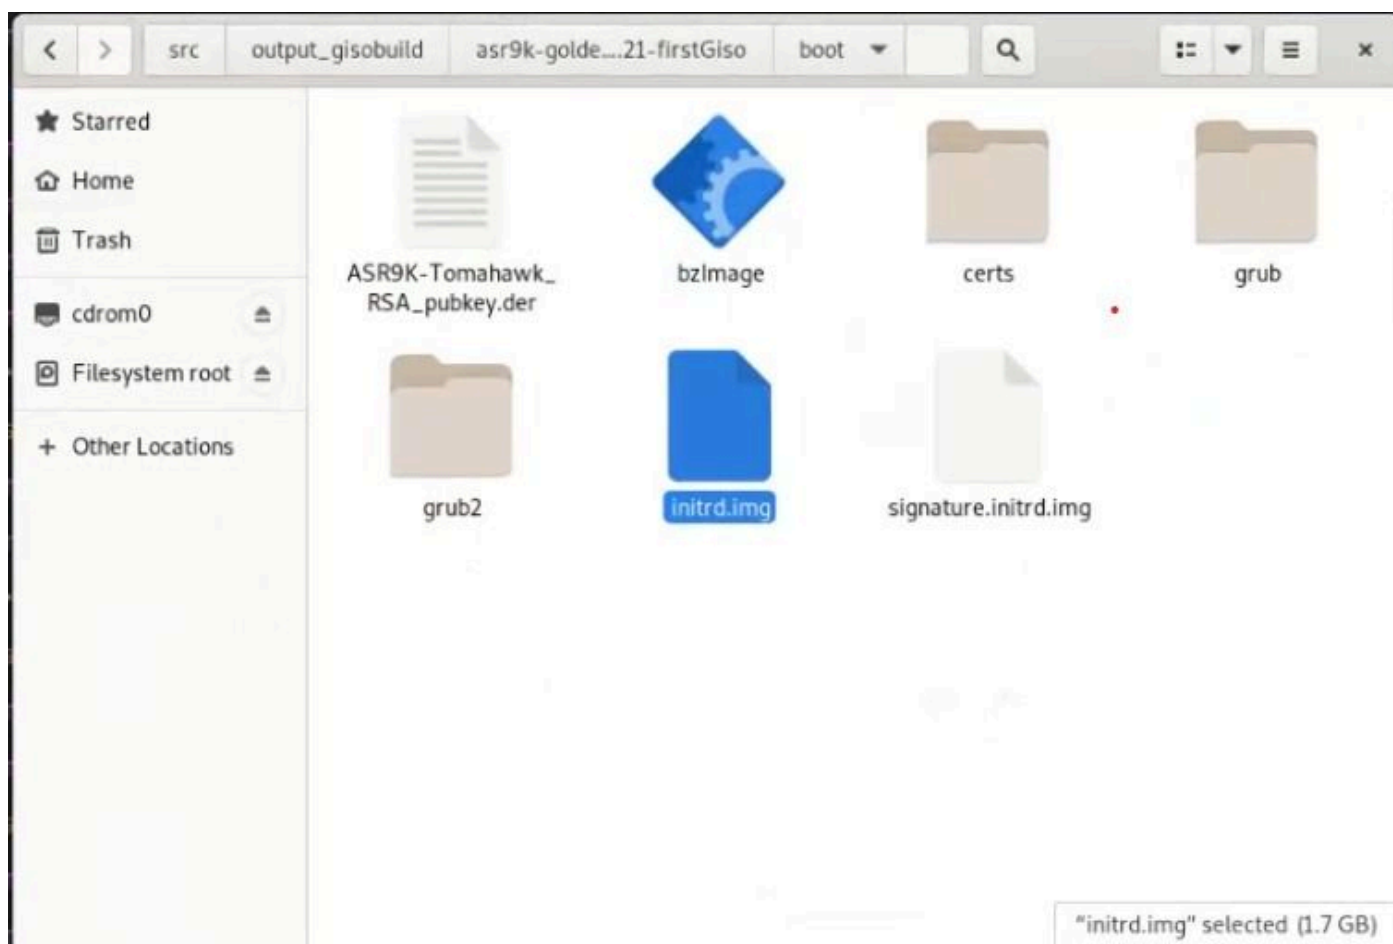 src
output_gisobuild
asr9k-golde....21-firstGiso
boot
Starred
Home
Trash
cdrom0
Filesystem root
+ Other Locations
ASR9K-Tomahawk_
RSA_pubkey.der
bzImage
certs
grub
grub2
initrd.img
signature.initrd.img
"initrd.img" selected (1.7 GB)